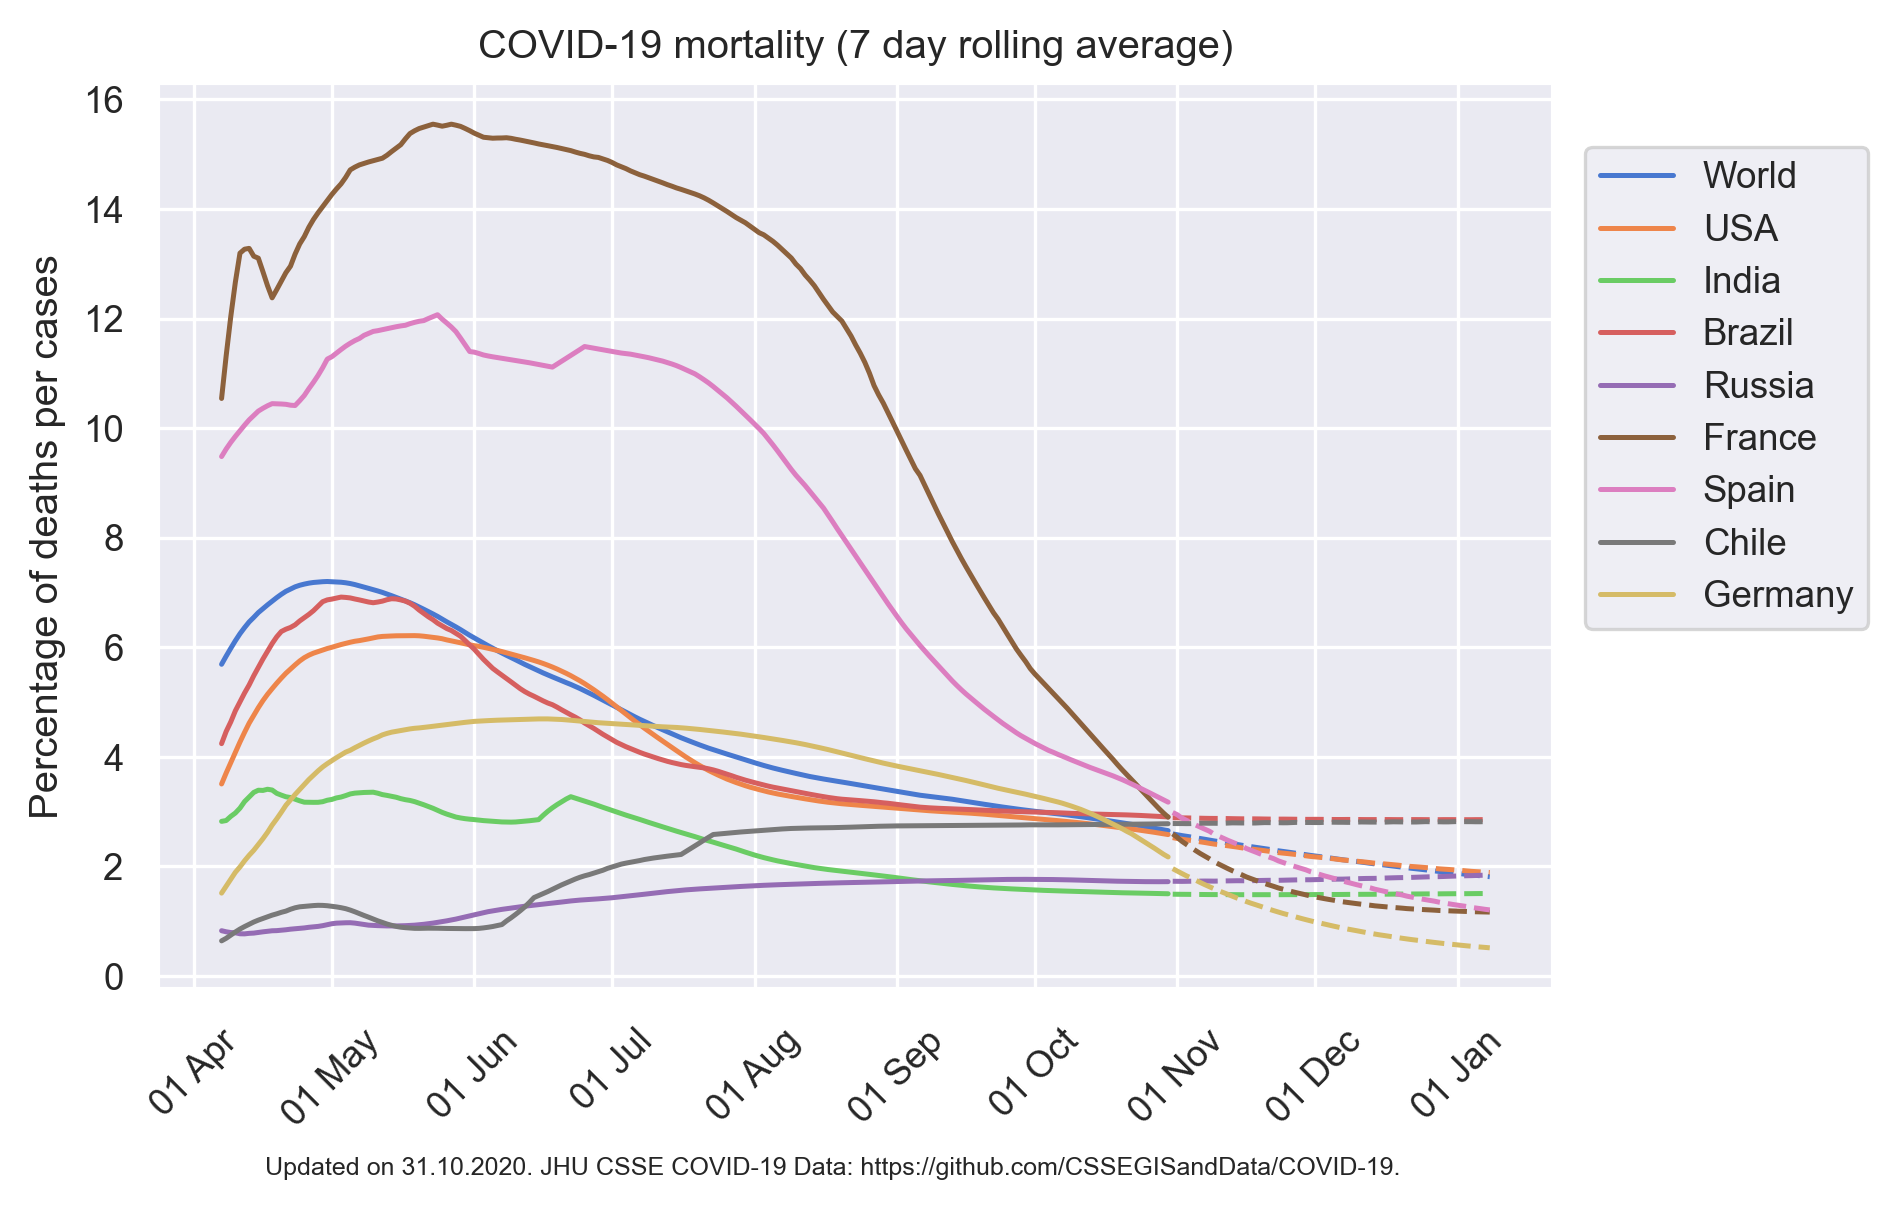 COVID-19 mortality (7 day rolling average)
Percentage of deaths per cases
16
14
12
10
8
6
4
2
0
01 Apr
01 May
01 Jun
01 Jul
01 Aug
01 Sep
01 Oct
01 Nov
01 Dec
01 Jan
World
USA
India
Brazil
Russia
France
Spain
Chile
Germany
Updated on 31.10.2020. JHU CSSE COVID-19 Data: https://github.com/CSSEGISandData/COVID-19.